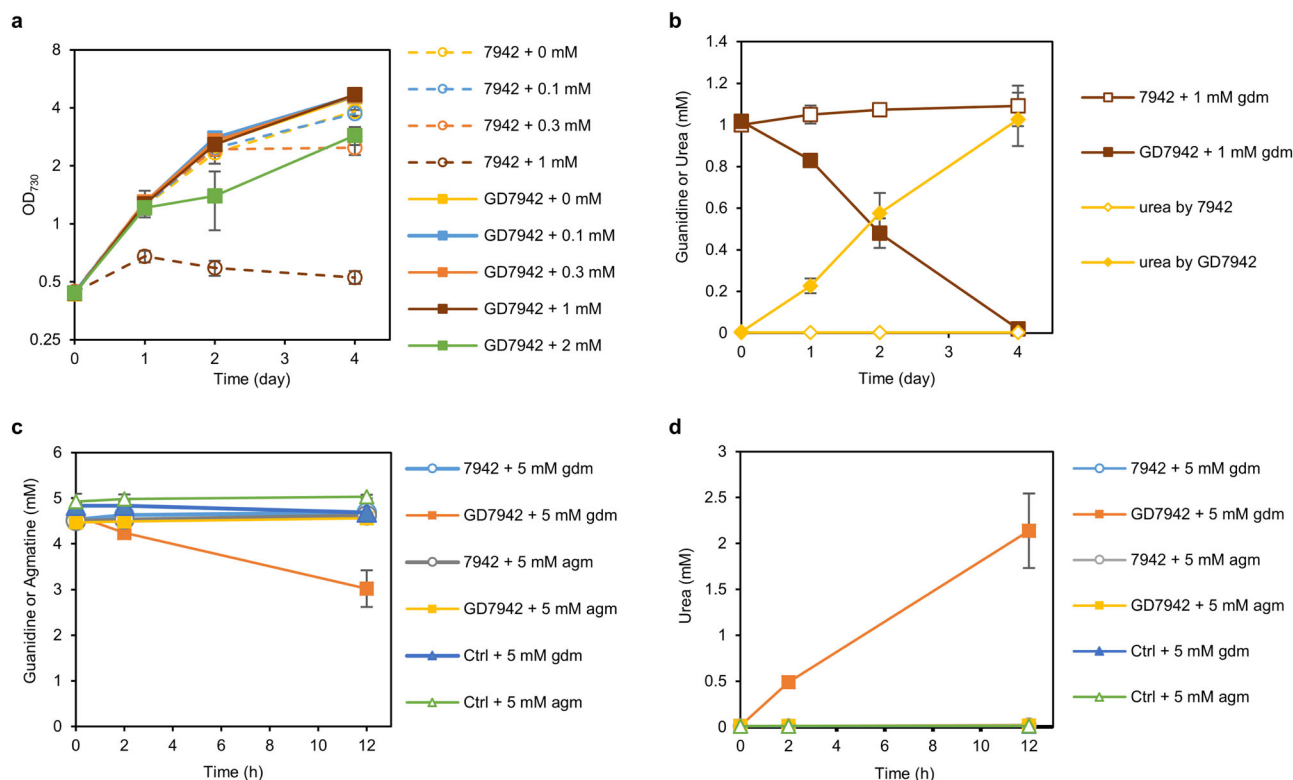 a
8
4
2
1
0.5
0.25
OD730
0
1
2
3
4
Time (day)
7942 + 0 mM
7942 + 0.1 mM
7942 + 0.3 mM
7942 + 1 mM
GD7942 + 0 mM
GD7942 + 0.1 mM
GD7942 + 0.3 mM
GD7942 + 1 mM
GD7942 + 2 mM
b
1.4
1.2
1
0.8
0.6
0.4
0.2
0
Guanidine or Urea (mM)
0
1
2
3
4
Time (day)
7942 + 1 mM gdm
GD7942 + 1 mM gdm
urea by 7942
urea by GD7942
c
6
5
4
3
2
1
0
Guanidine or Agmatine (mM)
0
2
4
6
8
10
12
Time (h)
7942 + 5 mM gdm
GD7942 + 5 mM gdm
7942 + 5 mM agm
GD7942 + 5 mM agm
Ctrl + 5 mM gdm
Ctrl + 5 mM agm
d
3
2.5
2
1.5
1
0.5
0
Urea (mM)
0
2
4
6
8
10
12
Time (h)
7942 + 5 mM gdm
GD7942 + 5 mM gdm
7942 + 5 mM agm
GD7942 + 5 mM agm
Ctrl + 5 mM gdm
Ctrl + 5 mM agm